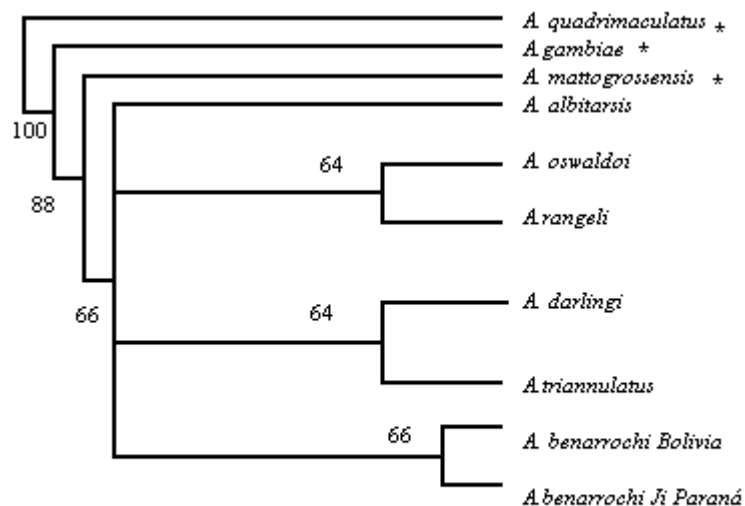 A. quadrimaculatus *
A. gambiae *
A. mattogrossensis *
A. albitarsis
100
64
A. oswaldoi
88
A. rangeli
66
64
A. darlingi
A. triannulatus
66
A. benarrochi Bolivia
A. benarrochi Ji Paraná